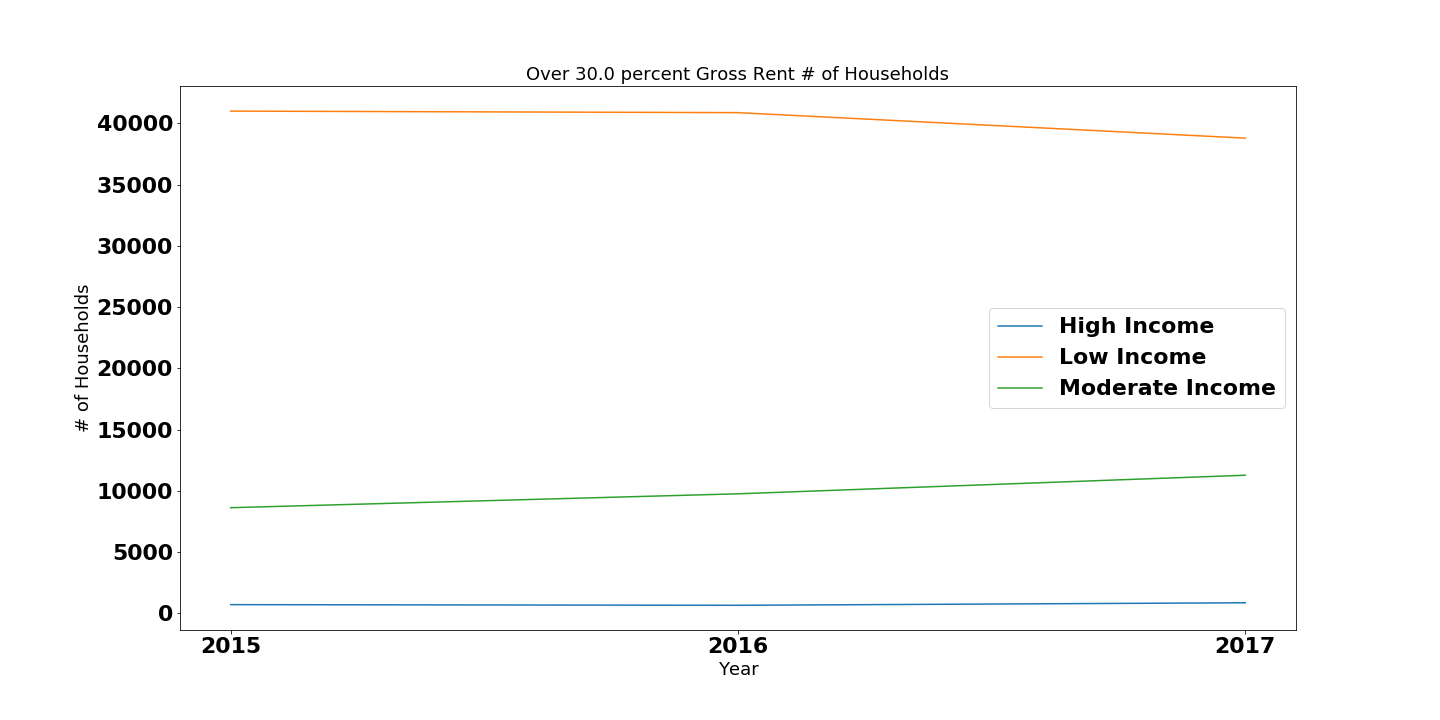 Over 30.0 percent Gross Rent # of Households
# of Households
40000
35000
30000
25000
20000
15000
10000
5000
0
High Income
Low Income
Moderate Income
2015 2016 2017
Year